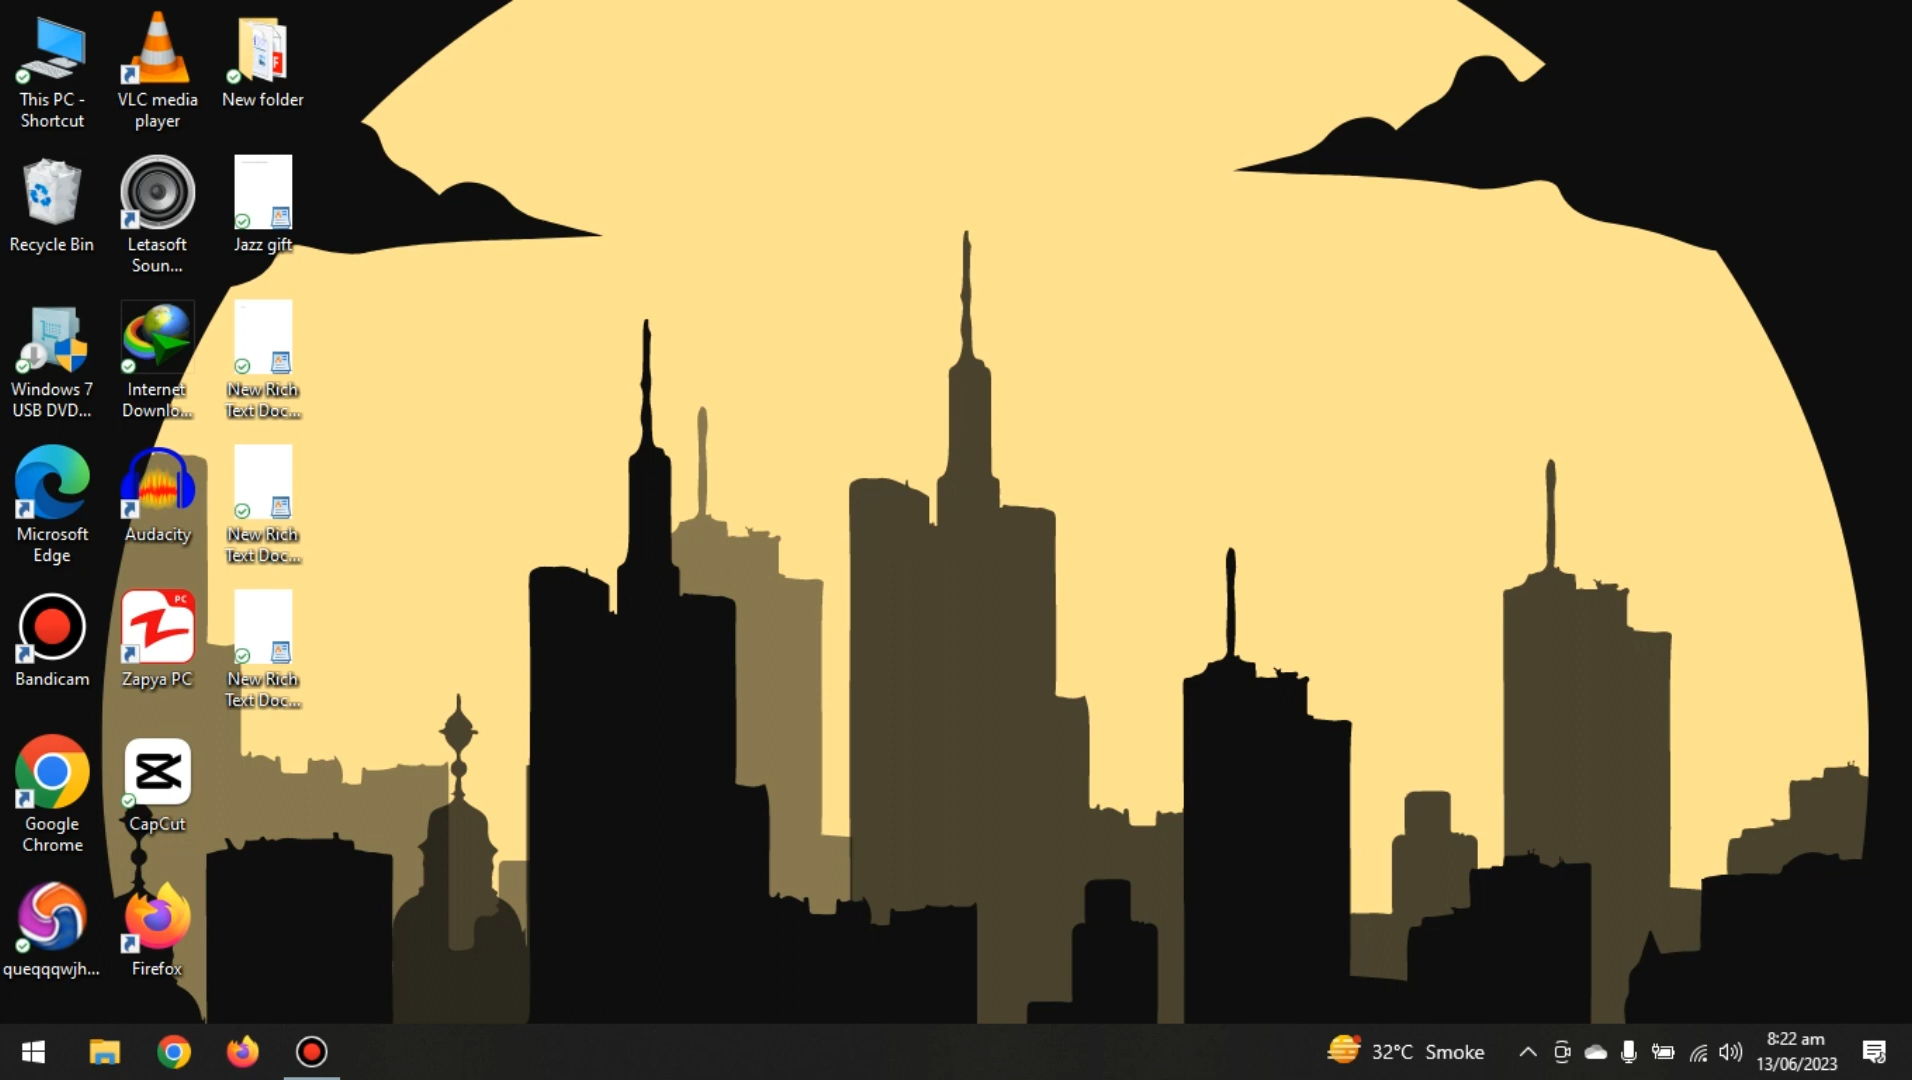 This PC -
Shortcut
VLC media
player
New folder
Recycle Bin
Letasoft
Soun...
Jazz gift
Windows 7
USB DVD...
Internet
Downlo...
New Rich
Text Doc...
Microsoft
Edge
Audacity
New Rich
Text Doc...
Bandicam
PC
Zapya PC
New Rich
Text Doc...
Google
Chrome
CapCut
queqqqwjh...
Firefox
32°C Smoke
8:22 am
13/06/2023